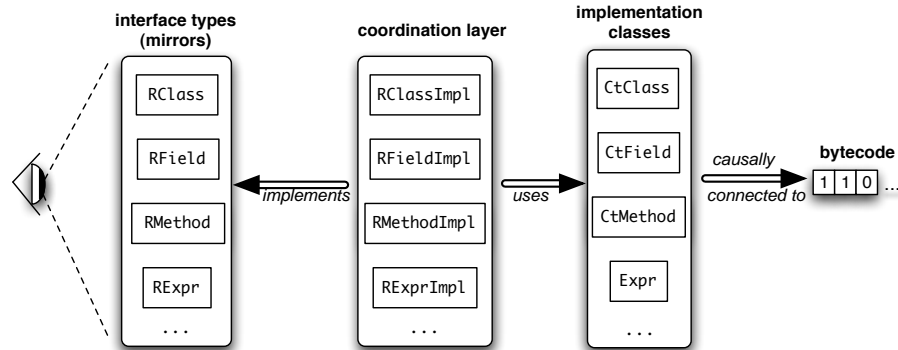 interface types
(mirrors)
RClass
RField
RMethod
RExpr
...
coordination layer
RClassImpl
RFieldImpl
RMethodImpl
RExprImpl
...
implementation
classes
CtClass
CtField
CtMethod
Expr
...
implements
uses
causally
connected to
bytecode
1 1 0 ...